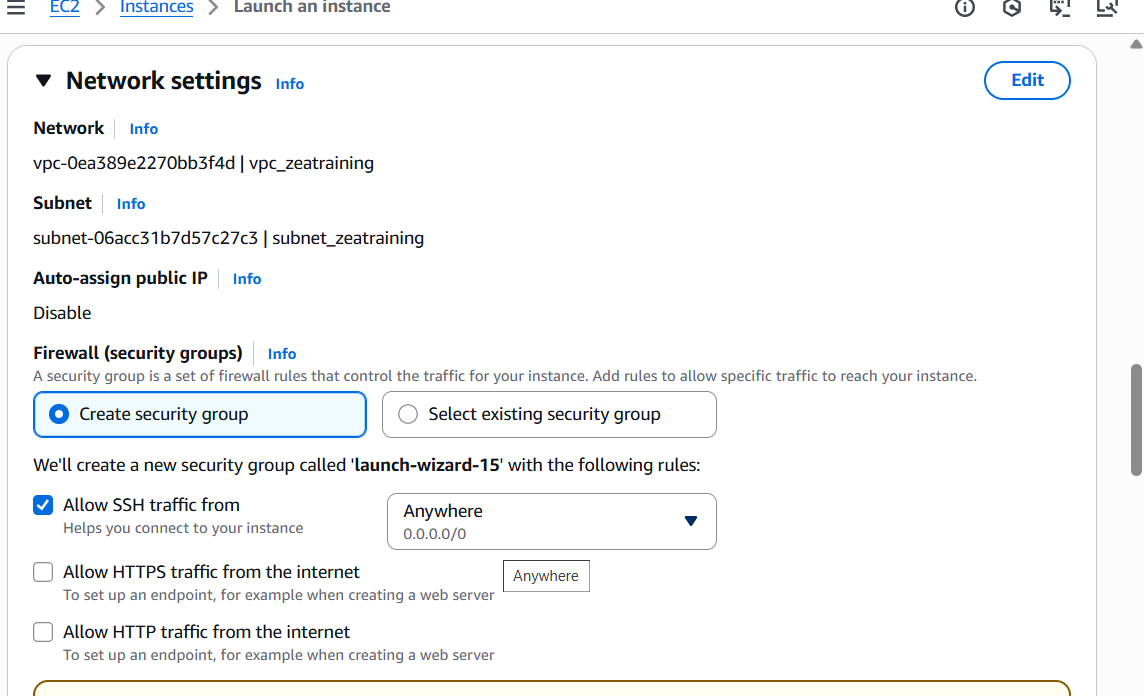 EC2 > Instances > Launch an instance
Network settings Info
Edit
Network Info
vpc-0ea389e2270bb3f4d | vpc_zeatraining
Subnet Info
subnet-06acc31b7d57c27c3 | subnet_zeatraining
Auto-assign public IP Info
Disable
Firewall (security groups) Info
A security group is a set of firewall rules that control the traffic for your instance. Add rules to allow specific traffic to reach your instance.
Create security group
Select existing security group
We'll create a new security group called 'launch-wizard-15' with the following rules:
Allow SSH traffic from
Helps you connect to your instance
Anywhere
0.0.0.0/0
Allow HTTPS traffic from the internet
To set up an endpoint, for example when creating a web server
Anywhere
Allow HTTP traffic from the internet
To set up an endpoint, for example when creating a web server